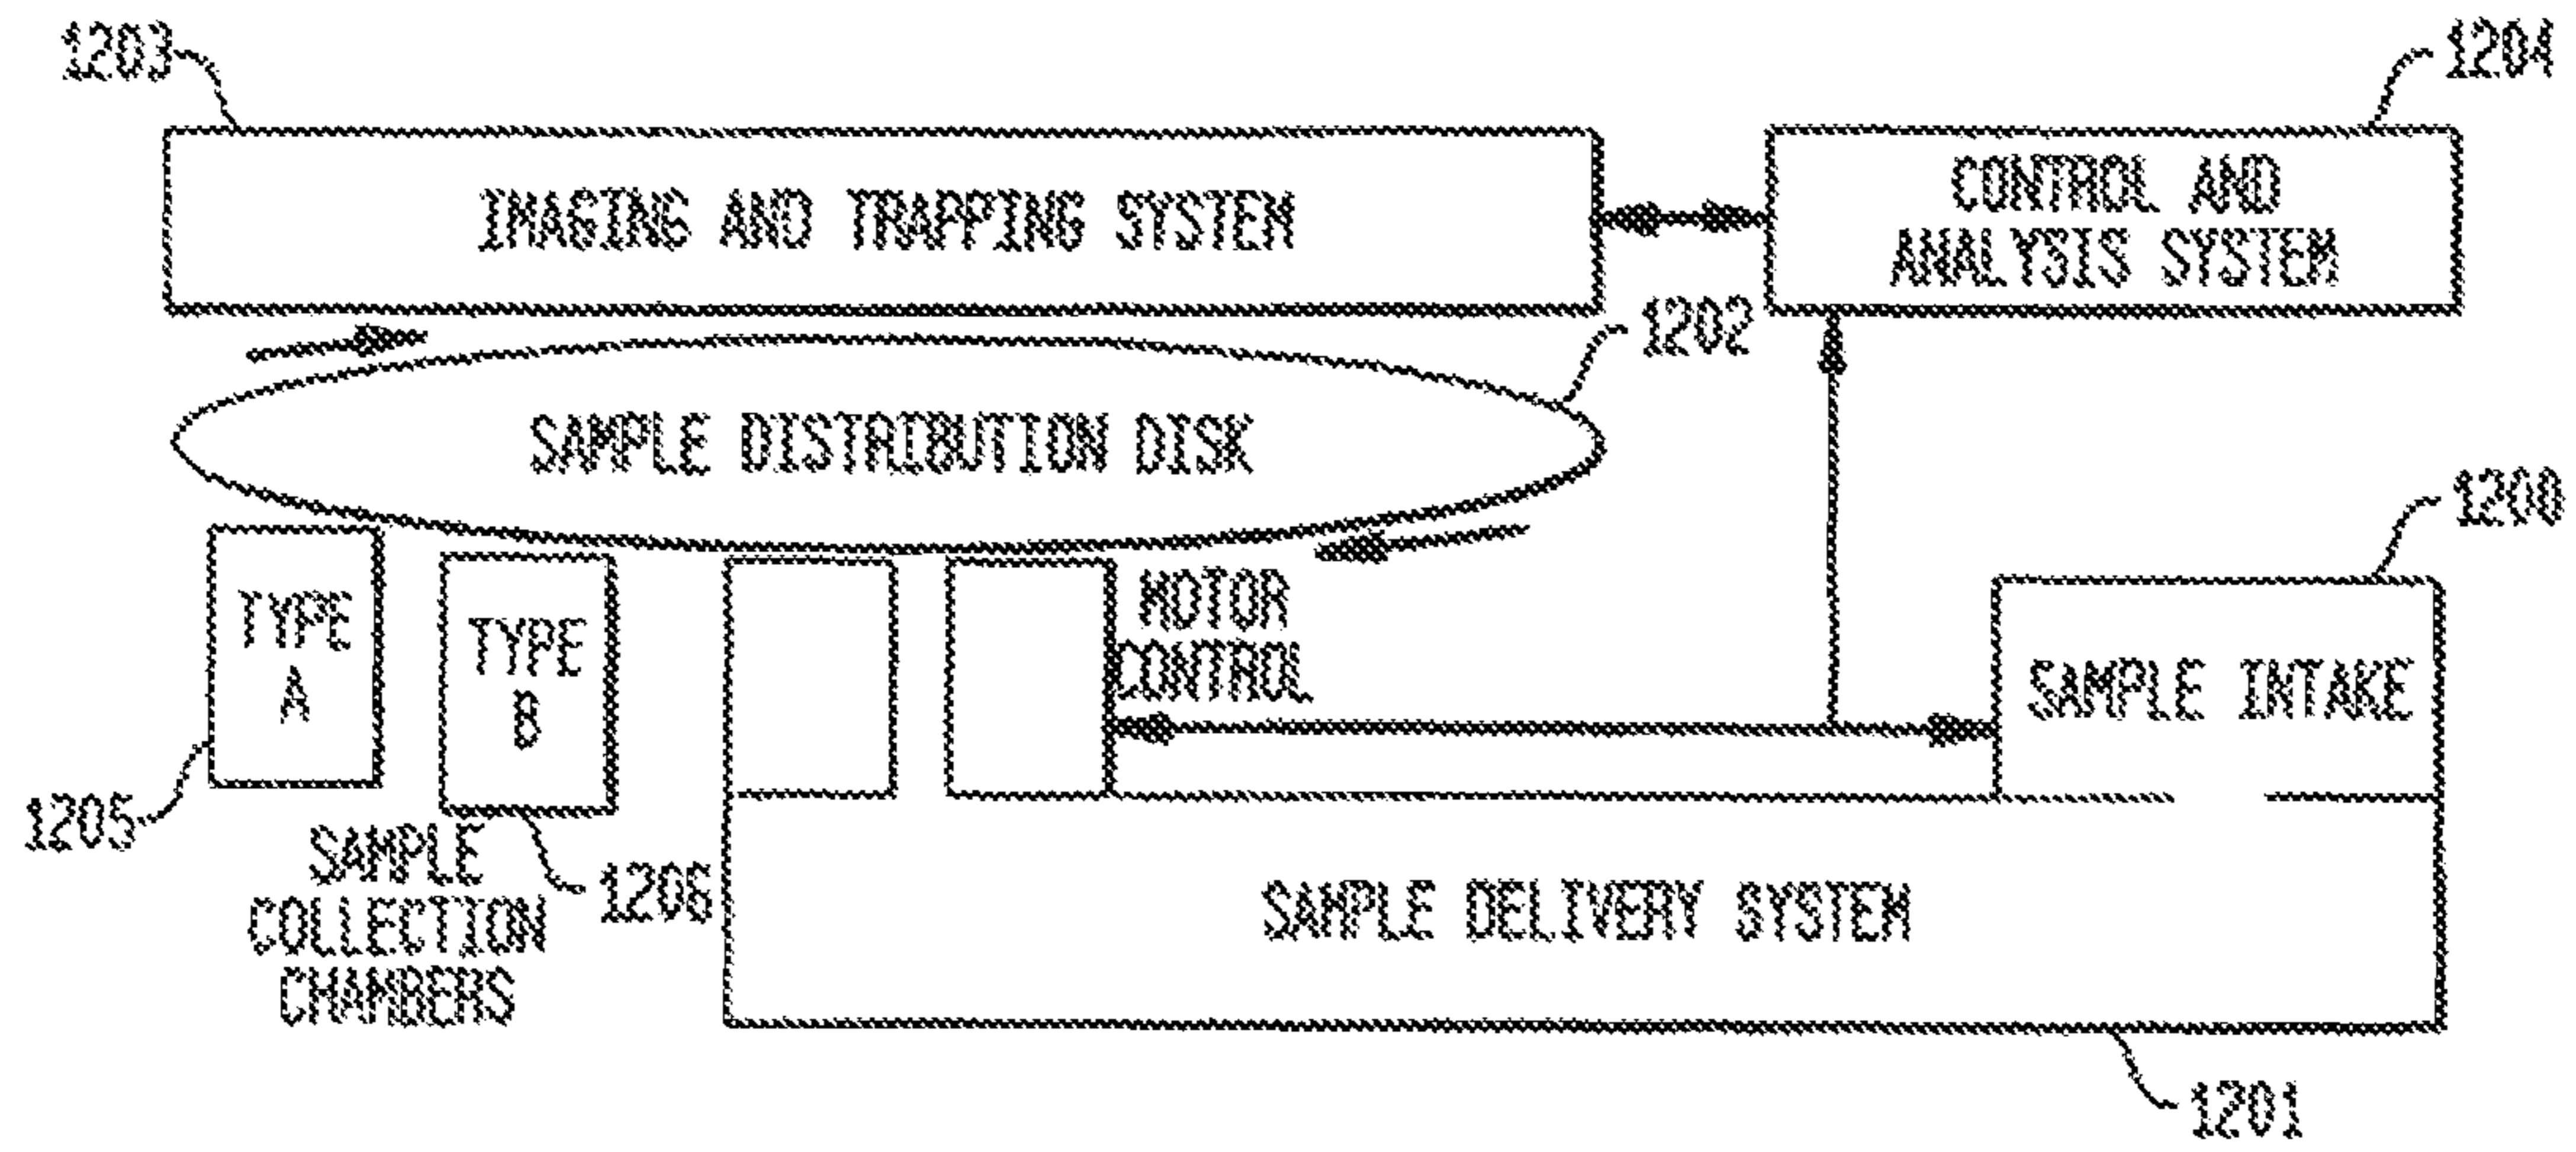 1203
1204
IMAGING AND TRAPPING SYSTEM
CONTROL AND
ANALYSIS SYSTEM
1202
SAMPLE DISTRIBUTION DISK
1200
TYPE
A
TYPE
B
MOTOR
CONTROL
SAMPLE INTAKE
1205
SAMPLE
COLLECTION
CHAMBERS
1206
SAMPLE DELIVERY SYSTEM
1201